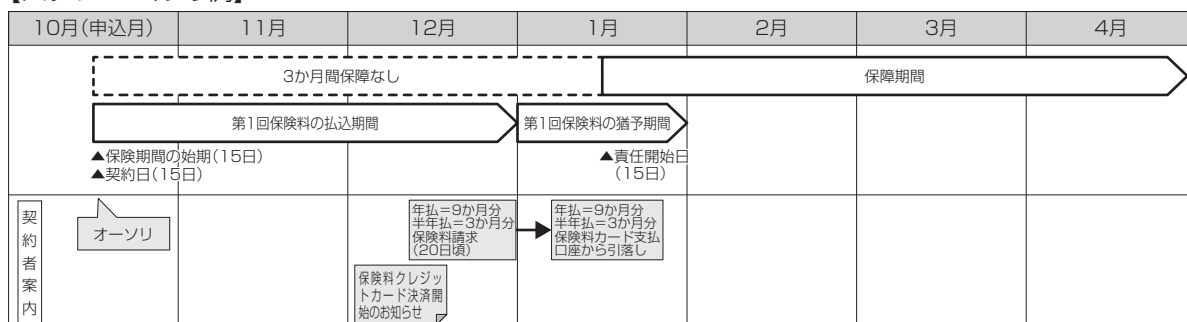 10月(申込月)
11月
12月
1月
2月
3月
4月
3か月間保障なし
保障期間
第1回保険料の払込期間
第1回保険料の猶予期間
▲保険期間の始期(15日)
▲契約日(15日)
▲責任開始日
(15日)
契約者案内
オーソリ
年払=9か月分
半年払=3か月分
保険料請求
(20日頃)
年払=9か月分
半年払=3か月分
保険料カード支払
口座から引落し
保険料クレジッ
トカード決済開
始のお知らせ